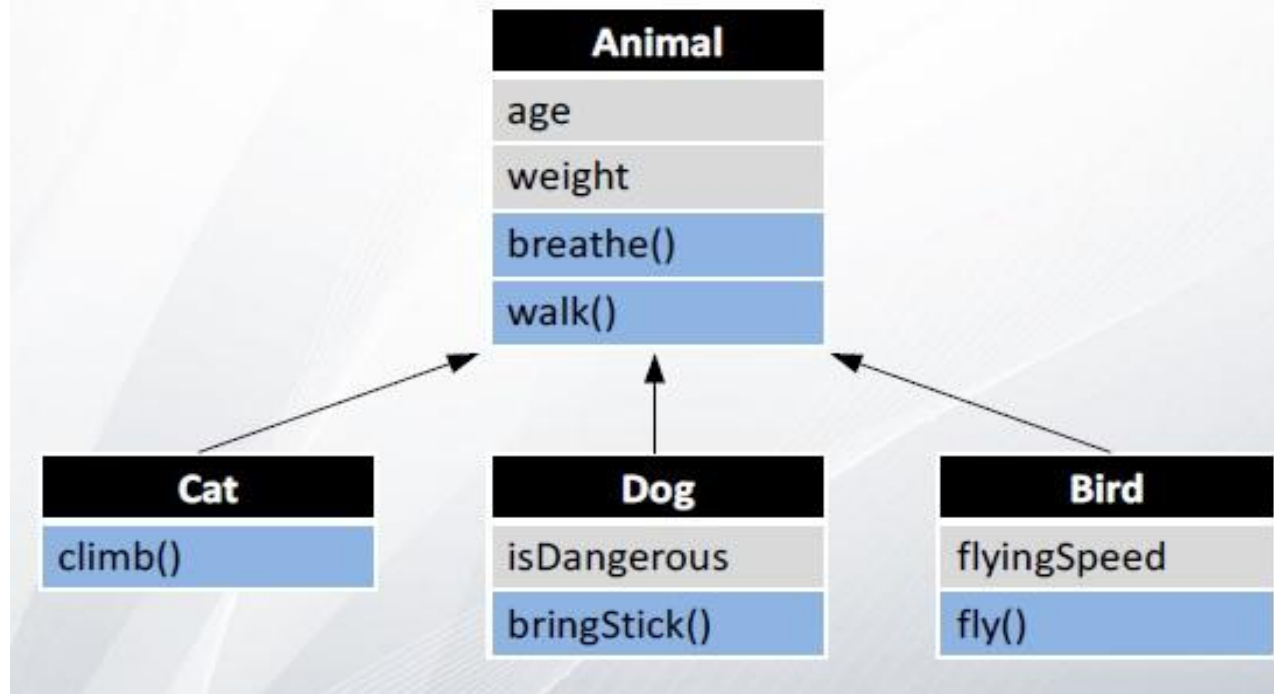 Animal
age
weight
breathe()
walk()
Cat
climb()
Dog
isDangerous
bringStick()
Bird
flyingSpeed
fly()